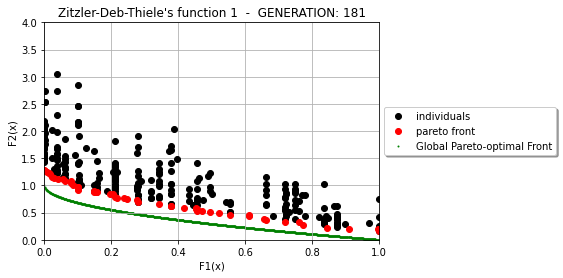 Zitzler-Deb-Thiele's function 1 - GENERATION: 181
4.0
3.5
3.0
2.5
2.0
1.5
1.0
0.5
0.0
F2(x)
0.0 0.2 0.4 0.6 0.8 1.0
F1(x)
individuals
pareto front
Global Pareto-optimal Front